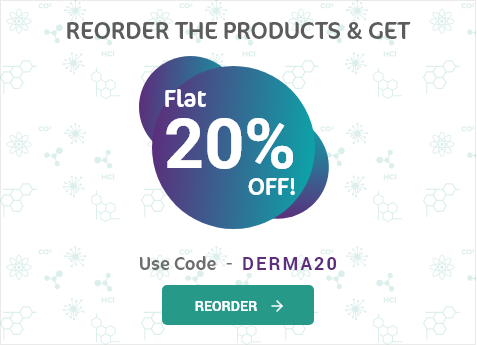 REORDER THE PRODUCTS & GET
Flat
20%
OFF!
Use Code - DERMA20
REORDER →